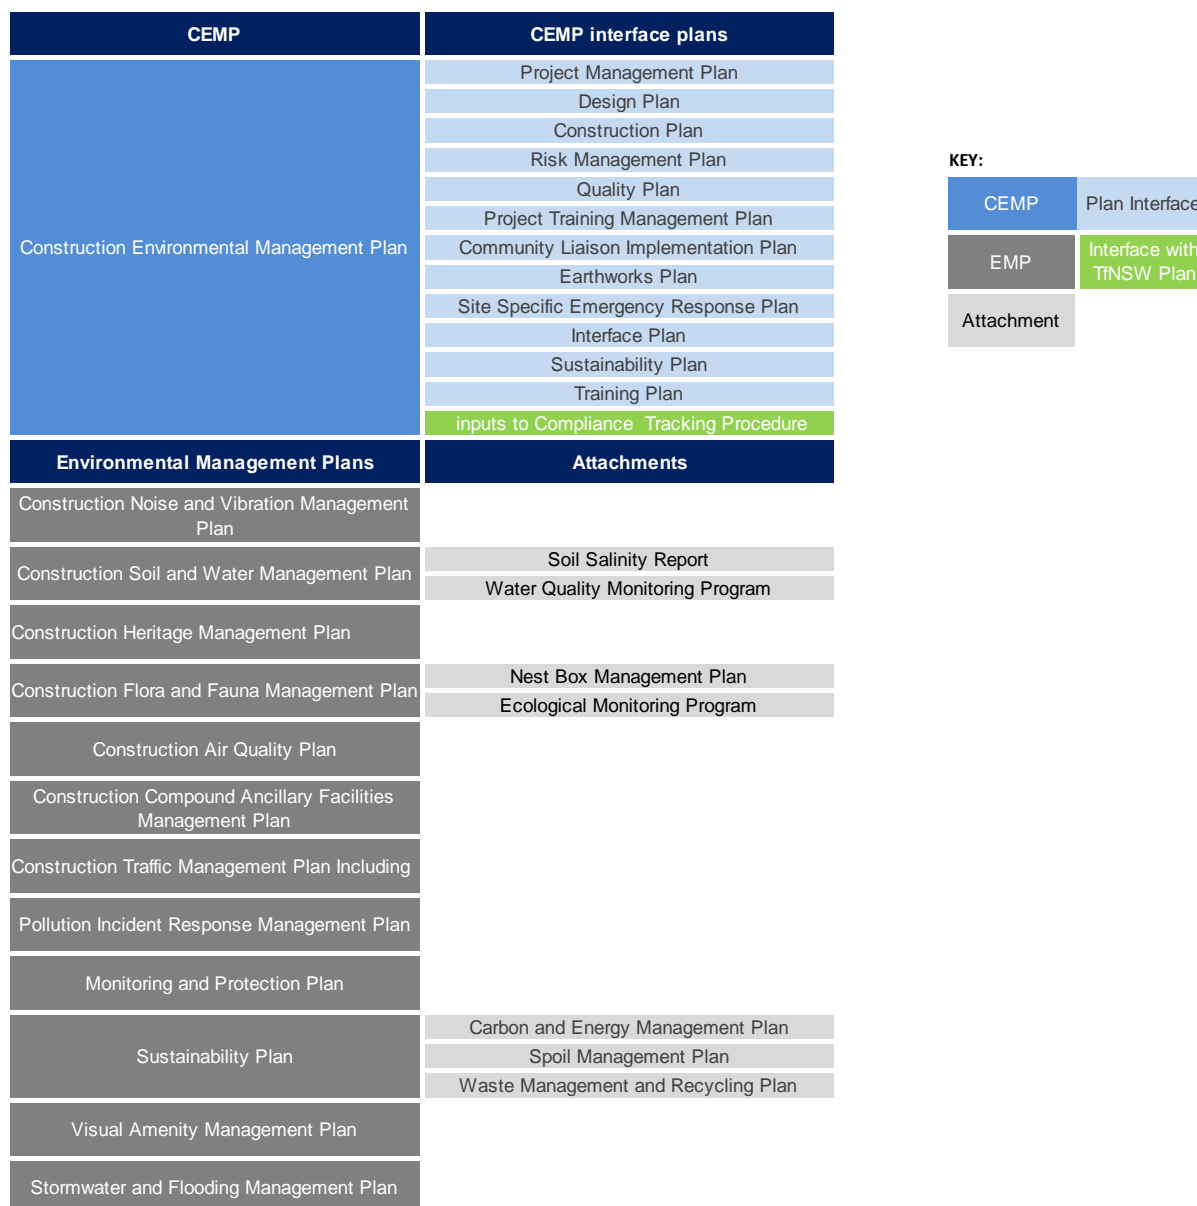 CEMP
CEMP interface plans
Construction Environmental Management Plan
Project Management Plan
Design Plan
Construction Plan
Risk Management Plan
Quality Plan
Project Training Management Plan
Community Liaison Implementation Plan
Earthworks Plan
Site Specific Emergency Response Plan
Interface Plan
Sustainability Plan
Training Plan
inputs to Compliance Tracking Procedure
KEY:
CEMP
Plan Interface
EMP
Interface with
TfNSW Plan
Attachment
Environmental Management Plans
Attachments
Construction Noise and Vibration Management
Plan
Construction Soil and Water Management Plan
Soil Salinity Report
Water Quality Monitoring Program
Construction Heritage Management Plan
Construction Flora and Fauna Management Plan
Nest Box Management Plan
Ecological Monitoring Program
Construction Air Quality Plan
Construction Compound Ancillary Facilities
Management Plan
Construction Traffic Management Plan Including
Pollution Incident Response Management Plan
Monitoring and Protection Plan
Sustainability Plan
Carbon and Energy Management Plan
Spoil Management Plan
Waste Management and Recycling Plan
Visual Amenity Management Plan
Stormwater and Flooding Management Plan